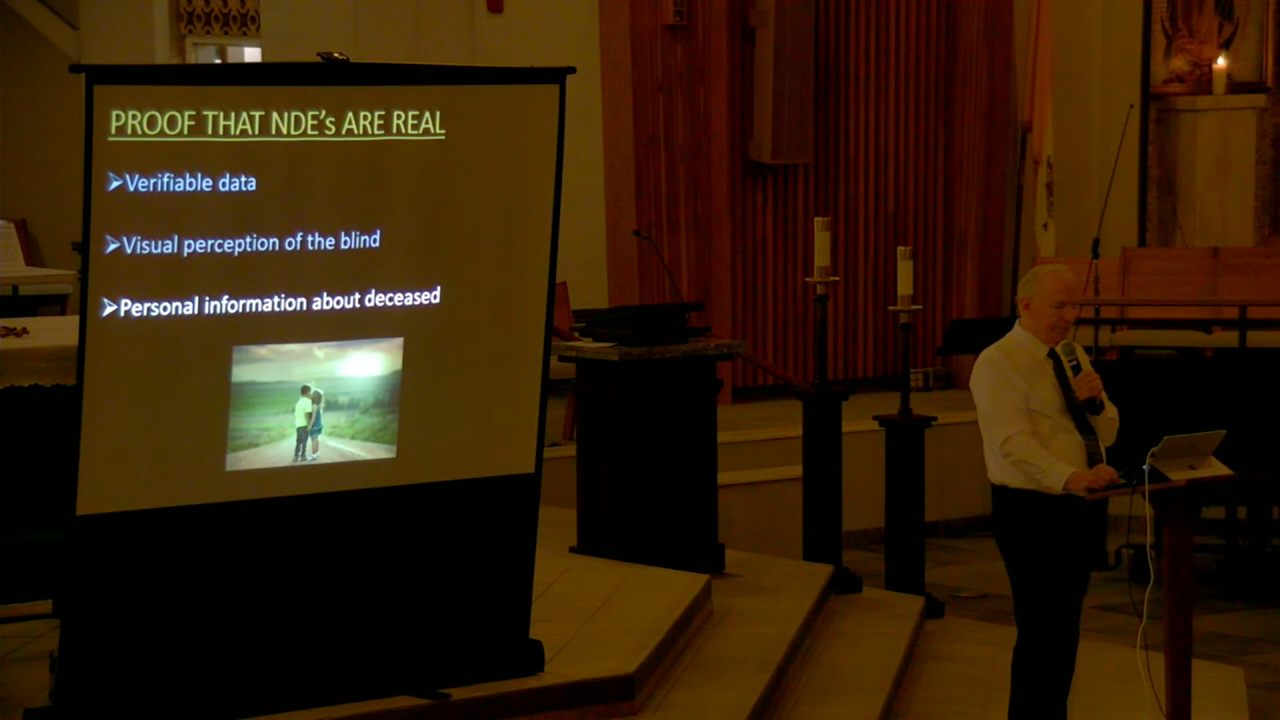 PROOF THAT NDE's ARE REAL
➢Verifiable data
➢Visual perception of the blind
➢Personal information about deceased